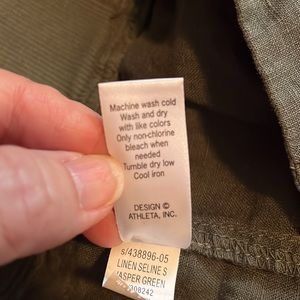 Machine wash cold
Wash and dry
with like colors
Only non-chlorine
bleach when
needed
Tumble dry low
Cool iron
DESIGN ©
ATHLETA, INC.
s/438896-05
LINEN SELINE S
JASPER GREEN